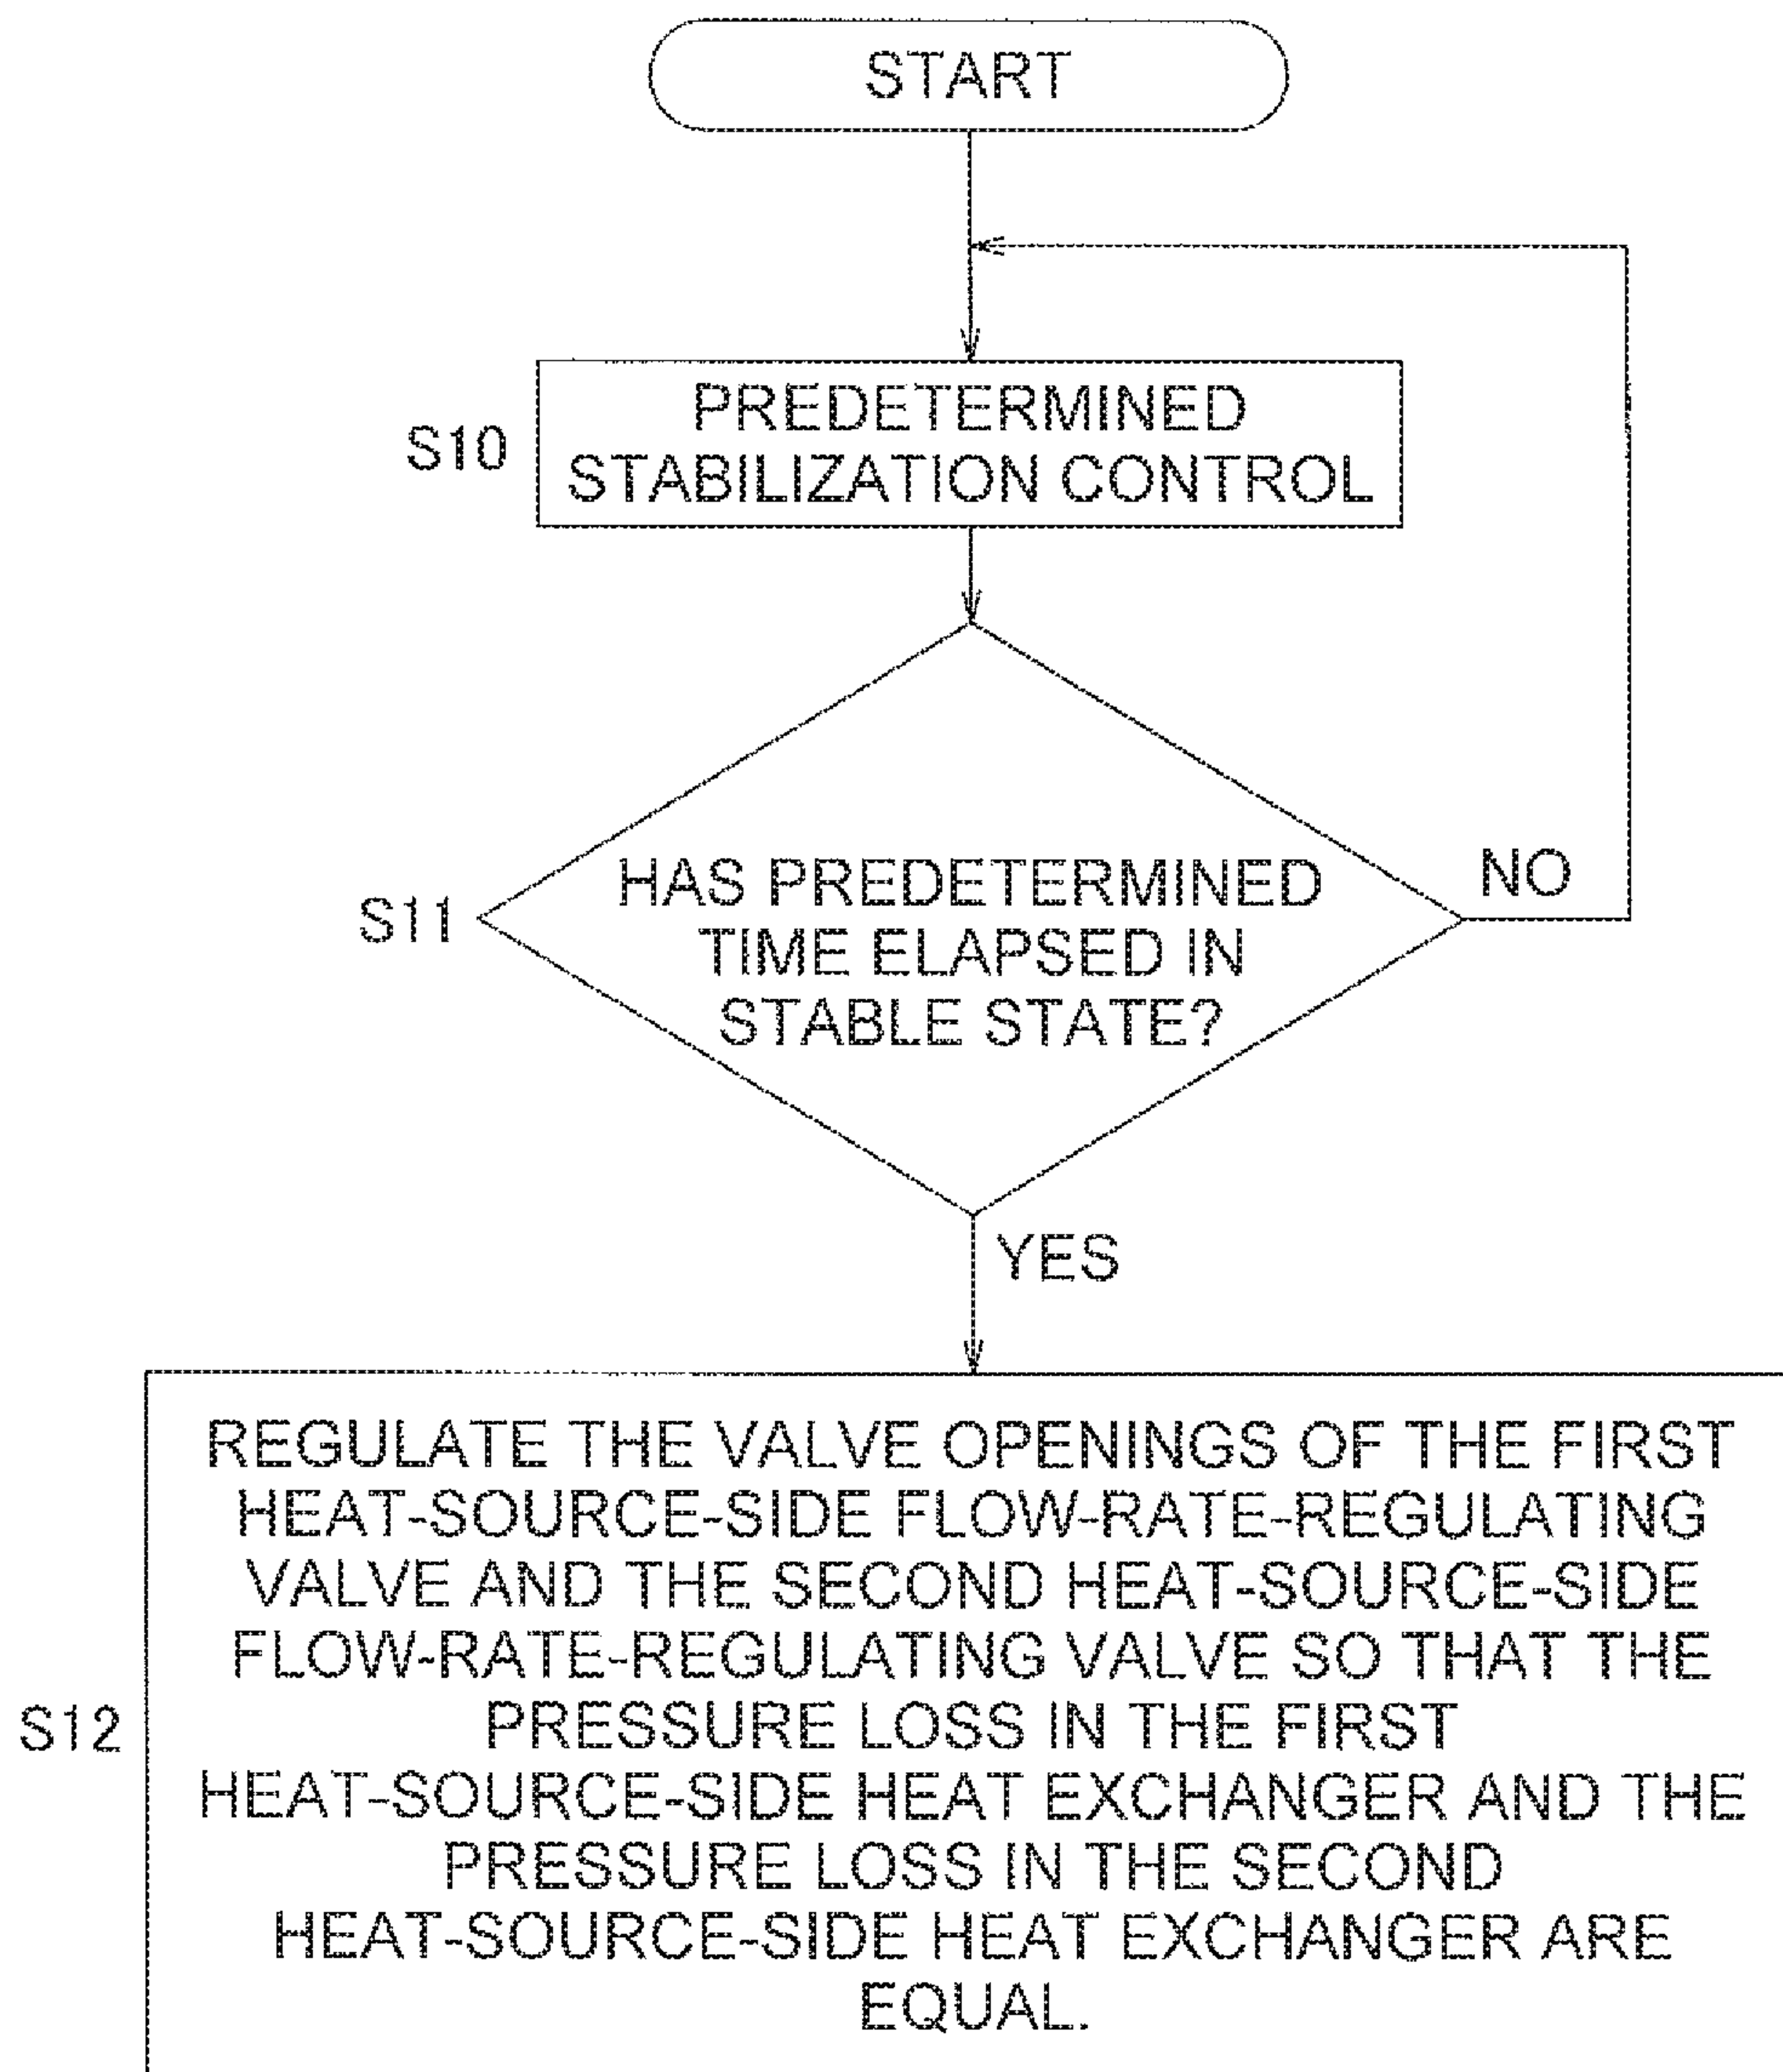 START
S10
PREDETERMINED
STABILIZATION CONTROL
S11
HAS PREDETERMINED
TIME ELAPSED IN
STABLE STATE?
NO
YES
S12
REGULATE THE VALVE OPENINGS OF THE FIRST
HEAT-SOURCE-SIDE FLOW-RATE-REGULATING
VALVE AND THE SECOND HEAT-SOURCE-SIDE
FLOW-RATE-REGULATING VALVE SO THAT THE
PRESSURE LOSS IN THE FIRST
HEAT-SOURCE-SIDE HEAT EXCHANGER AND THE
PRESSURE LOSS IN THE SECOND
HEAT-SOURCE-SIDE HEAT EXCHANGER ARE
EQUAL.